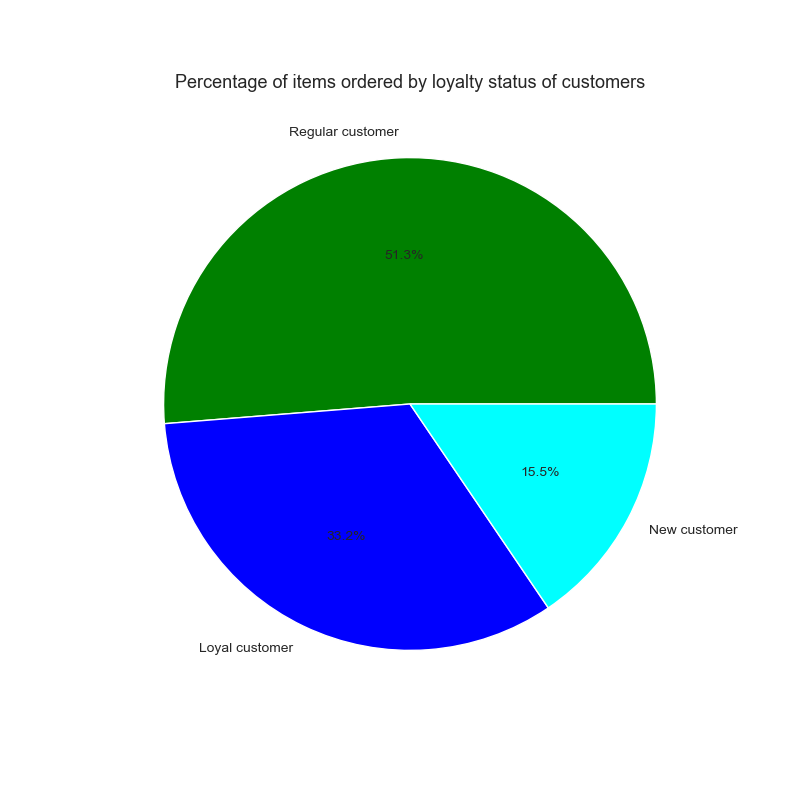 Percentage of items ordered by loyalty status of customers
Regular customer
51.3%
15.5%
New customer
Loyal customer